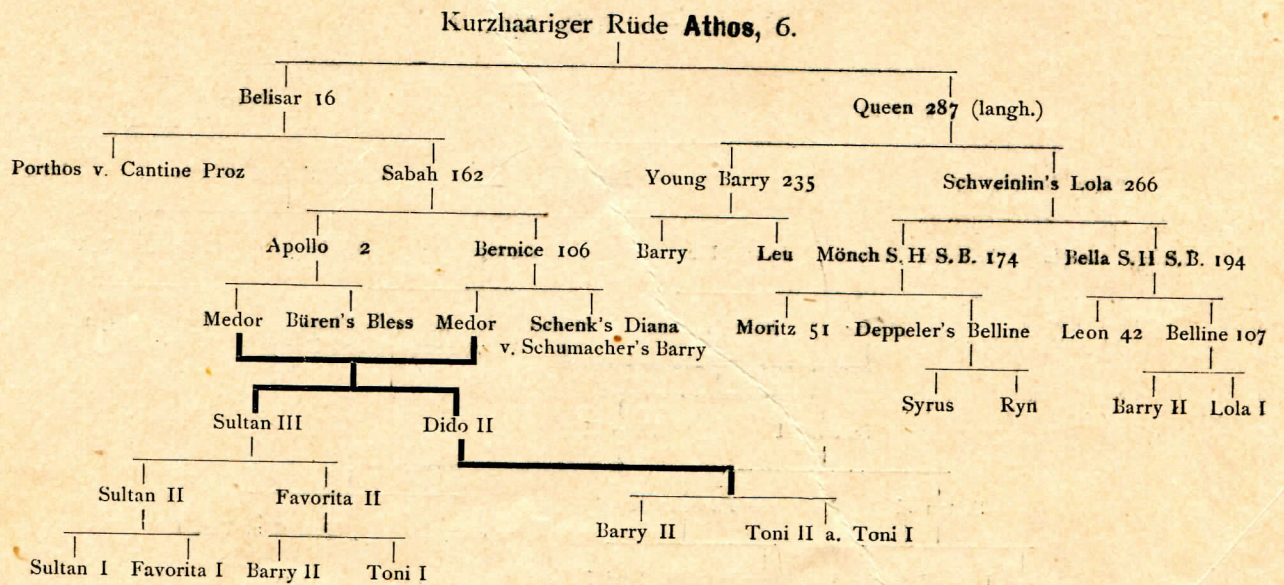 Kurzhaariger Rüde Athos, 6.
Belisar 16
Queen 287 (langh.)
Porthos v. Cantine Proz
Sabah 162
Young Barry 235
Schweinlin's Lola 266
Apollo 2
Bernice 106
Barry
Leu
Mönch S. H S. B. 174
Bella S. H S. B. 194
Medor
Büren's Bless
Medor
Schenk's Diana
v. Schumacher's Barry
Moritz 51
Deppeler's Belline
Leon 42
Belline 107
Syrus
Ryn
Barry II
Lola I
Sultan III
Dido II
Sultan II
Favorita II
Barry II
Toni II a. Toni I
Sultan I
Favorita I
Barry II
Toni I